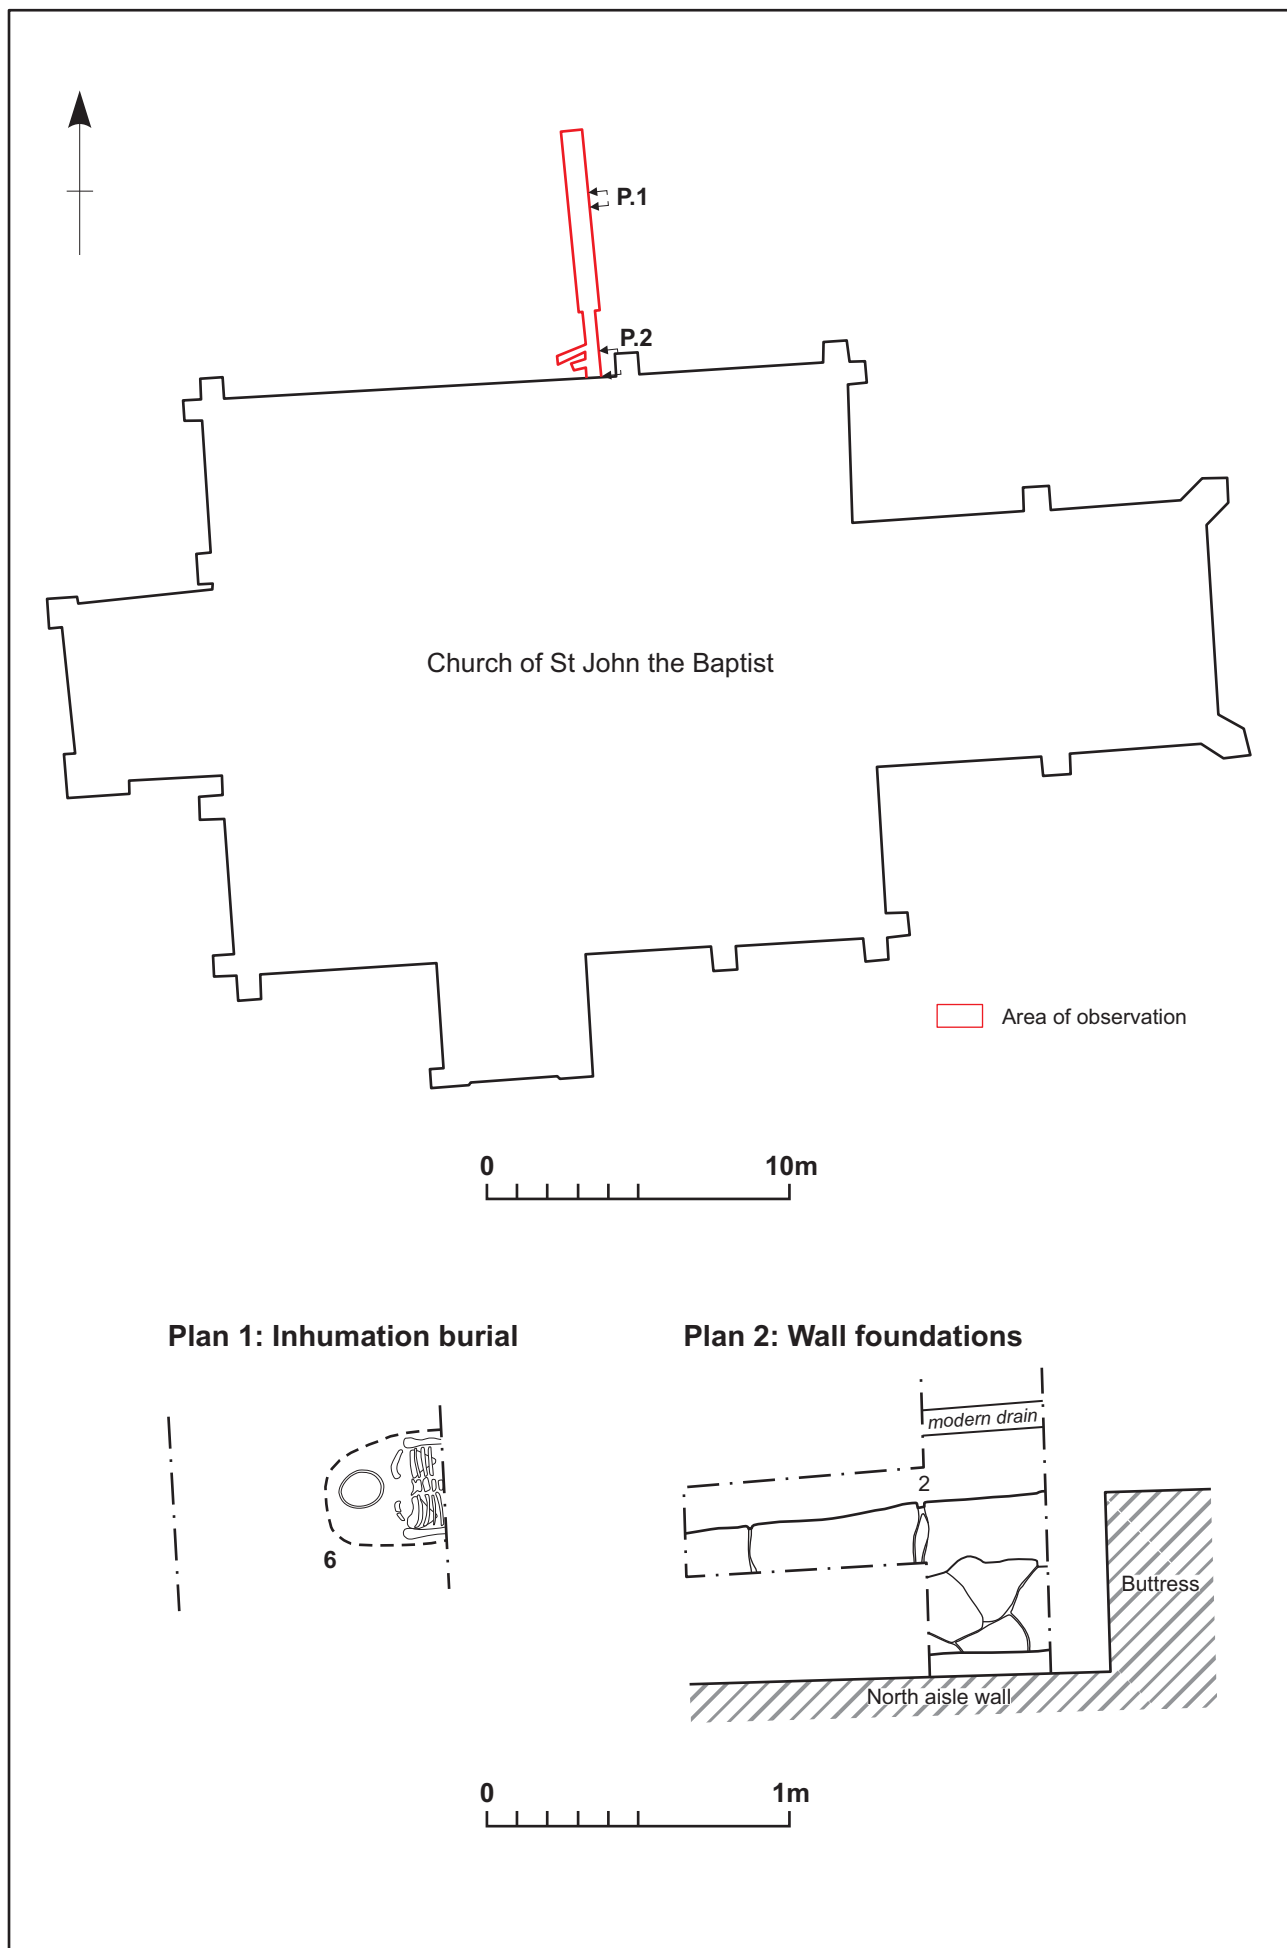 P.1
P.2
Church of St John the Baptist
Area of observation
0 10m
Plan 1: Inhumation burial
Plan 2: Wall foundations
modern drain
2
6
Buttress
North aisle wall
0 1m